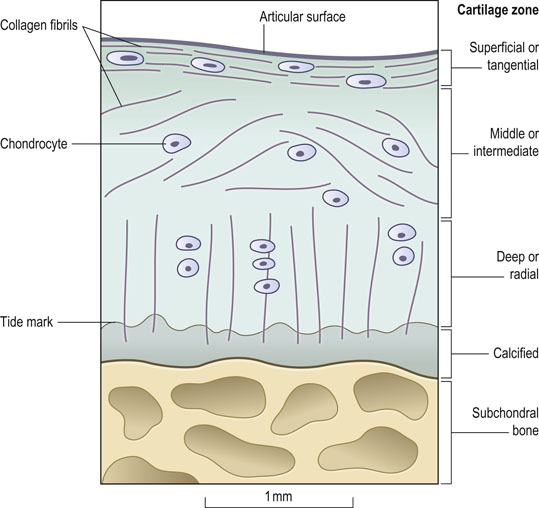 Cartilage zone
Articular surface
Collagen fibrils
Superficial or
tangential
Chondrocyte
Middle or
intermediate
Deep or
radial
Tide mark
Calcified
Subchondral
bone
1 mm